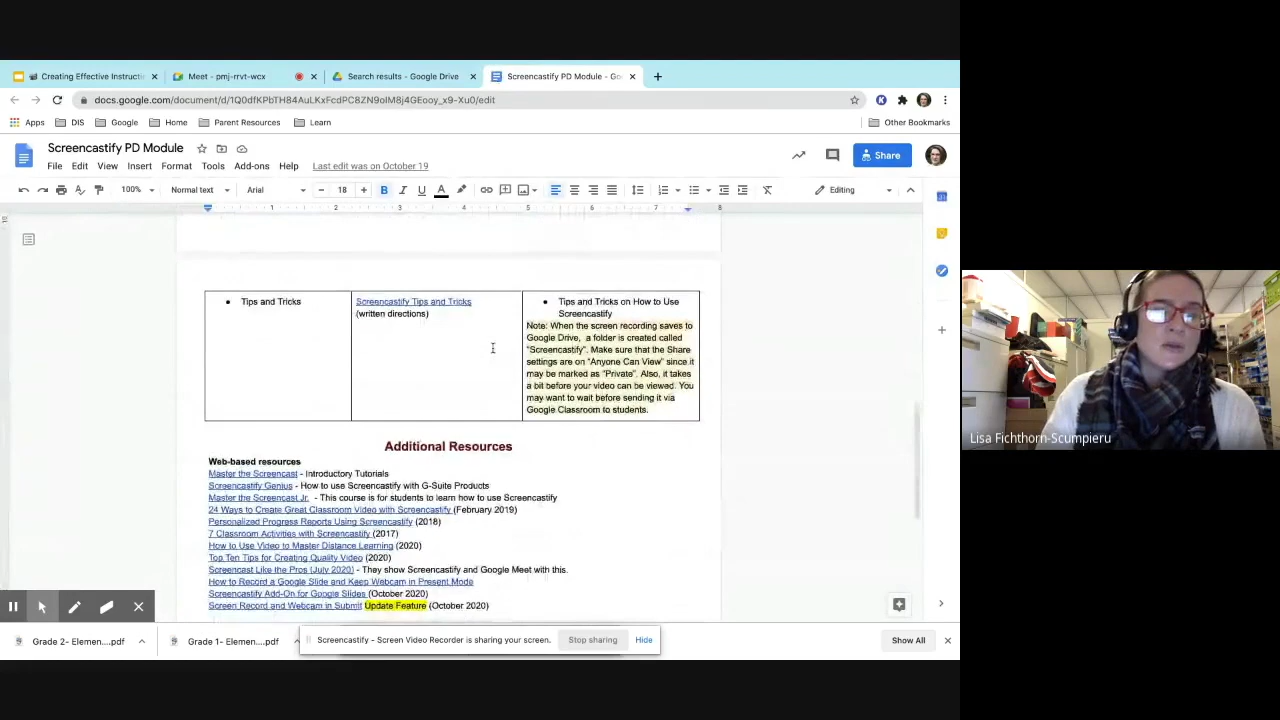 Creating Effective Instructi
Meet - pmj-rrvt-wcx
Search results - Google Drive
Screencastify PD Module - Go
Apps
DIS
Google
Home
Parent Resources
Learn
Other Bookmarks
Screencastify PD Module
File Edit View Insert Format Tools Add-ons Help Last edit was on October 19
Share
100% Normal text Arial 18 Editing
1 2 3 4 5 6 7 8
Tips and Tricks
Screencastify Tips and Tricks
(written directions)
Tips and Tricks on How to Use
Screencastify
Note: When the screen recording saves to
Google Drive, a folder is created called
"Screencastify". Make sure that the Share
settings are on "Anyone Can View" since it
may be marked as "Private". Also, it takes
a bit before your video can be viewed. You
may want to wait before sending it via
Google Classroom to students.
Additional Resources
Web-based resources
Master the Screencast - Introductory Tutorials
Screencastify Genius - How to use Screencastify with G-Suite Products
Master the Screencast Jr. - This course is for students to learn how to use Screencastify
24 Ways to Create Great Classroom Video with Screencastify (February 2019)
Personalized Progress Reports Using Screencastify (2018)
7 Classroom Activities with Screencastify (2017)
How to Use Video to Master Distance Learning (2020)
Top Ten Tips for Creating Quality Video (2020)
Screencast Like the Pros (July 2020) - They show Screencastify and Google Meet with this.
How to Record a Google Slide and Keep Webcam in Present Mode
Screencastify Add-On for Google Slides (October 2020)
Screen Record and Webcam in Submit Update Feature (October 2020)
Grade 2- Elemen....pdf
Grade 1- Elemen....pdf
Screencastify - Screen Video Recorder is sharing your screen. Stop sharing Hide
Show All
Lisa Fichthorn-Scumpieru